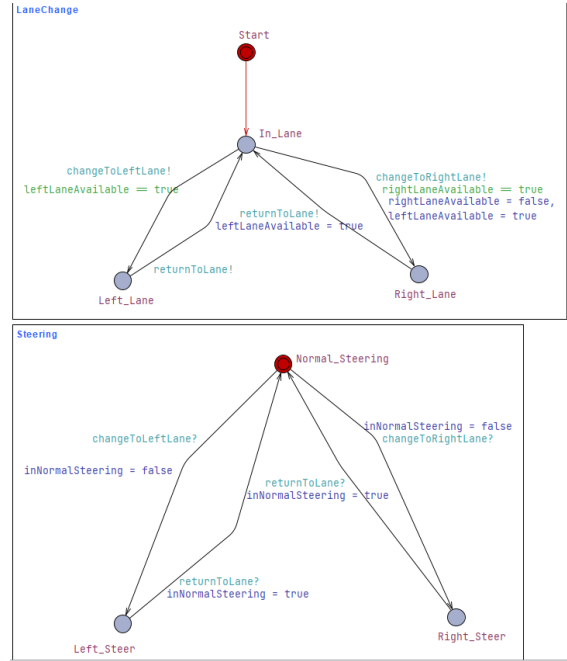 LaneChange
Start
In_Lane
changeToLeftLane!
leftLaneAvailable == true
changeToRightLane!
rightLaneAvailable == true
rightLaneAvailable = false,
leftLaneAvailable = true
returnToLane!
leftLaneAvailable = true
returnToLane!
Left_Lane
Right_Lane
Steering
Normal_Steering
changeToLeftLane?
inNormalSteering = false
inNormalSteering = false
changeToRightLane?
returnToLane?
inNormalSteering = true
returnToLane?
inNormalSteering = true
Left_Steer
Right_Steer